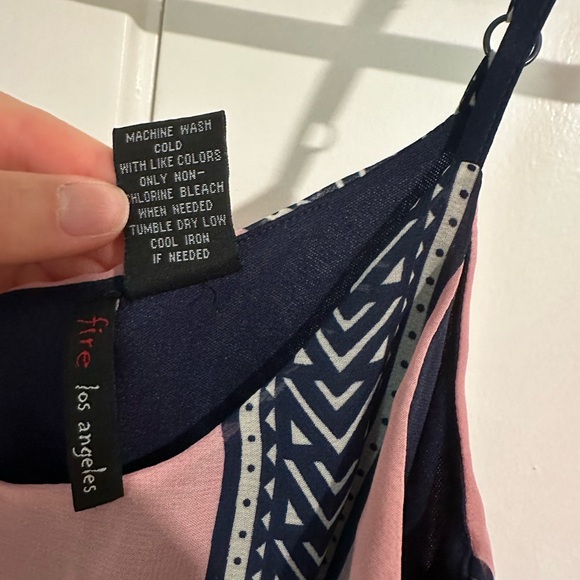 MACHINE WASH
COLD
WITH LIKE COLORS
ONLY NON-
CHLORINE BLEACH
WHEN NEEDED
TUMBLE DRY LOW
COOL IRON
IF NEEDED
fire los angeles